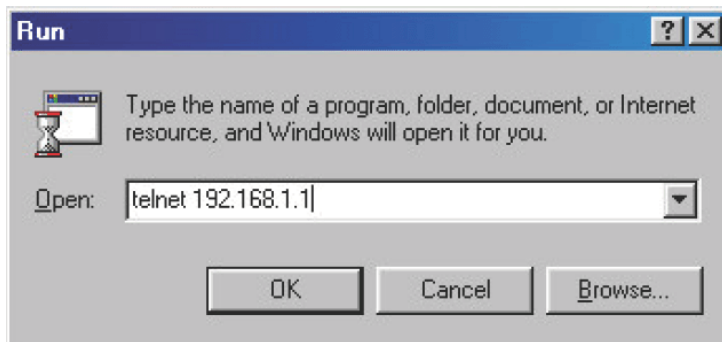 Run
Type the name of a program, folder, document, or Internet
resource, and Windows will open it for you.
Open: telnet 192.168.1.1
OK Cancel Browse...